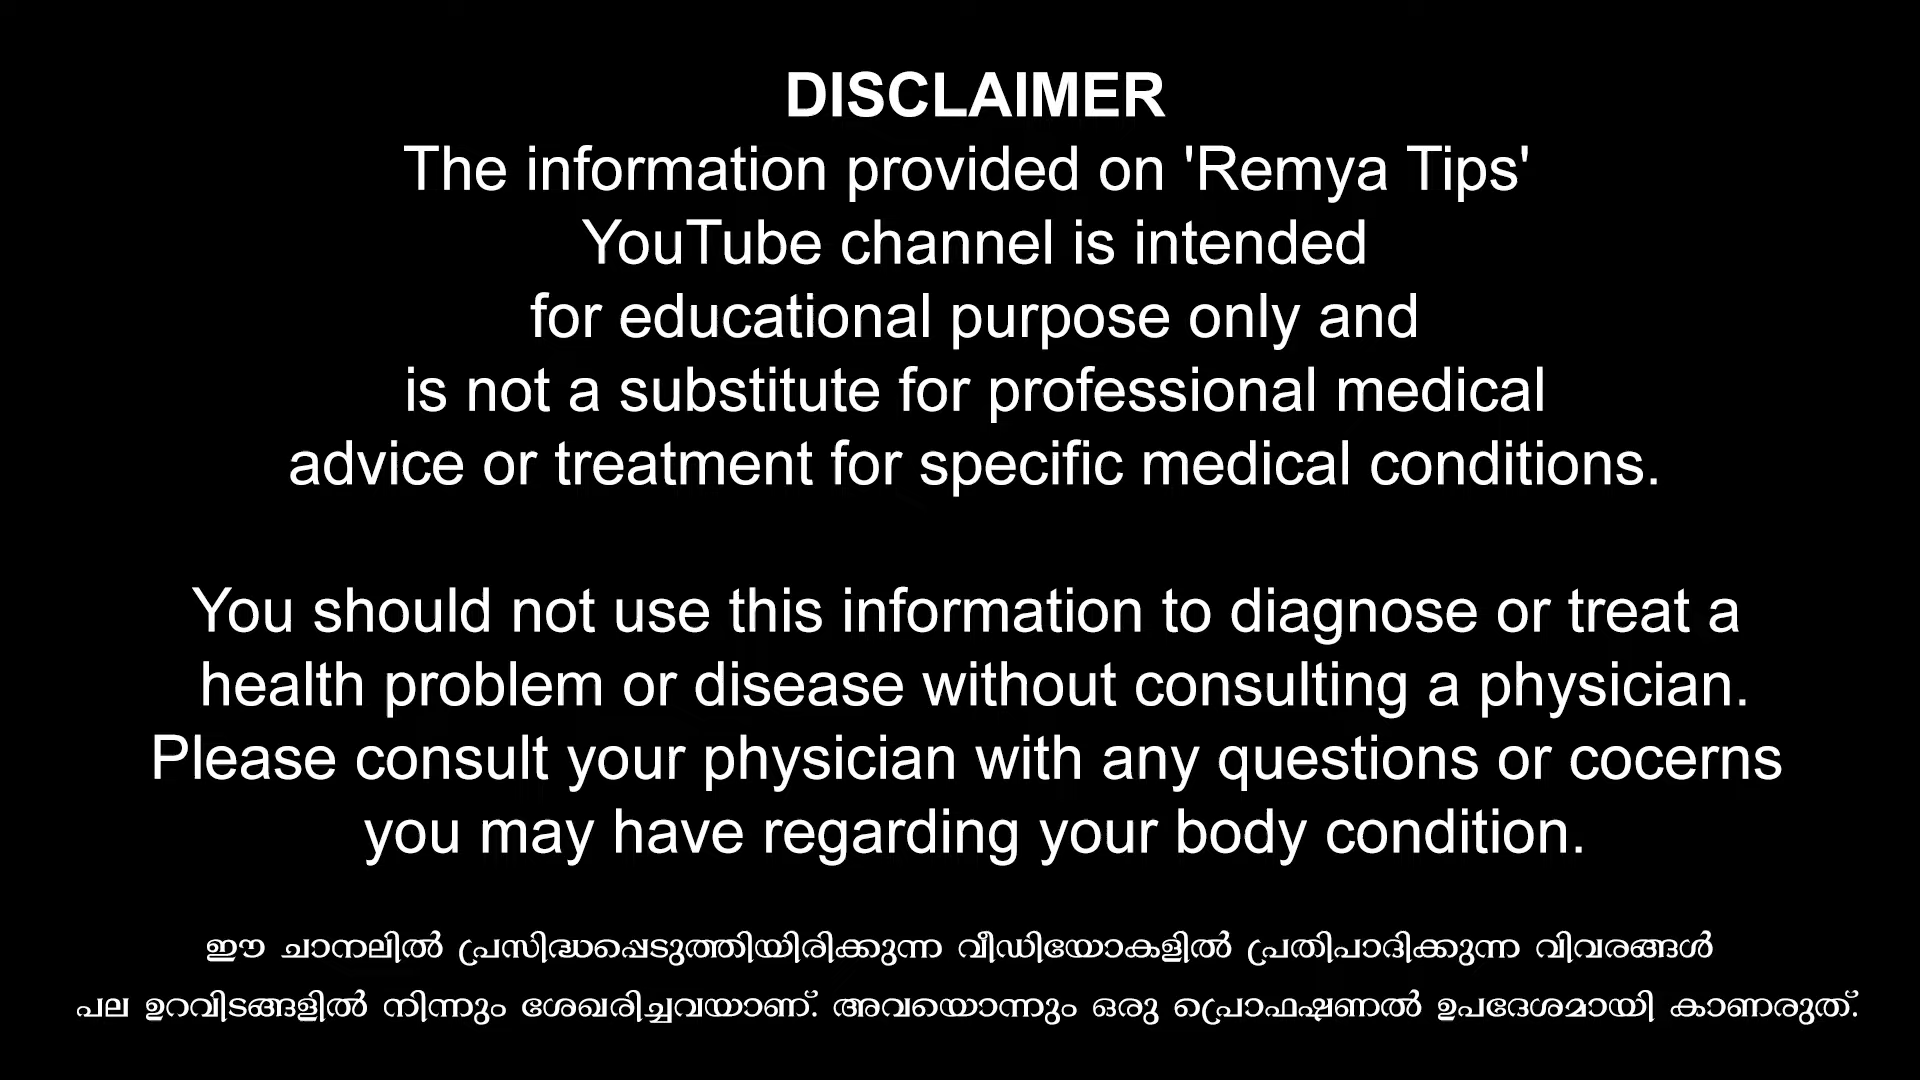 DISCLAIMER
The information provided on 'Remya Tips'
YouTube channel is intended
for educational purpose only and
is not a substitute for professional medical
advice or treatment for specific medical conditions.
You should not use this information to diagnose or treat a
health problem or disease without consulting a physician.
Please consult your physician with any questions or cocerns
you may have regarding your body condition.
ഈ ചാനലിൽ പ്രസിദ്ധപ്പെടുത്തിയിരിക്കുന്ന വീഡിയോകളിൽ പ്രതിപാദിക്കുന്ന വിവരങ്ങൾ
പല ഉറവിടങ്ങളിൽ നിന്നും ശേഖരിച്ചവയാണ്. അവയൊന്നും ഒരു പ്രൊഫഷണൽ ഉപദേശമായി കാണരുത്.